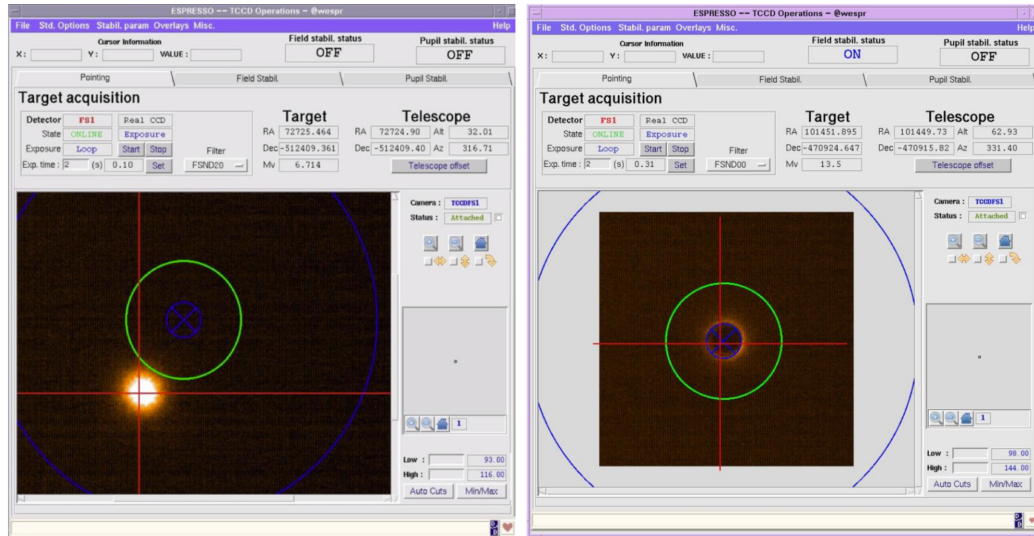 ESPRESSO -- TCCD Operations - @wespr
File Std. Options Stabil. param Overlays Misc. Help
Cursor Information
X: Y: VALUE:
Field stabil. status
OFF
Pupil stabil. status
OFF
Pointing Field Stabil. Pupil Stabil.
Target acquisition
Detector FS1 Real CCD
State ONLINE Exposure
Exposure Loop Start Stop
Exp. time : 2 (s) 0.10 Set
Filter
FSND20
Target Telescope
RA 72725.464 RA 72724.90 Alt 32.01
Dec -512409.361 Dec -512409.40 Az 316.71
Mv 6.714 Telescope offset
Camera : TCCDFS1
Status : Attached
1
Low : 93.00
High : 116.00
Auto Cuts Min/Max
ESPRESSO -- TCCD Operations - @wespr
File Std. Options Stabil. param Overlays Misc. Help
Cursor Information
X: Y: VALUE:
Field stabil. status
ON
Pupil stabil. status
OFF
Pointing Field Stabil. Pupil Stabil.
Target acquisition
Detector FS1 Real CCD
State ONLINE Exposure
Exposure Loop Start Stop
Exp. time : 2 (s) 0.31 Set
Filter
FSND00
Target Telescope
RA 101451.895 RA 101449.73 Alt 62.93
Dec -470924.647 Dec -470915.82 Az 331.40
Mv 13.5 Telescope offset
Camera : TCCDFS1
Status : Attached
1
Low : 98.00
High : 144.00
Auto Cuts Min/Max